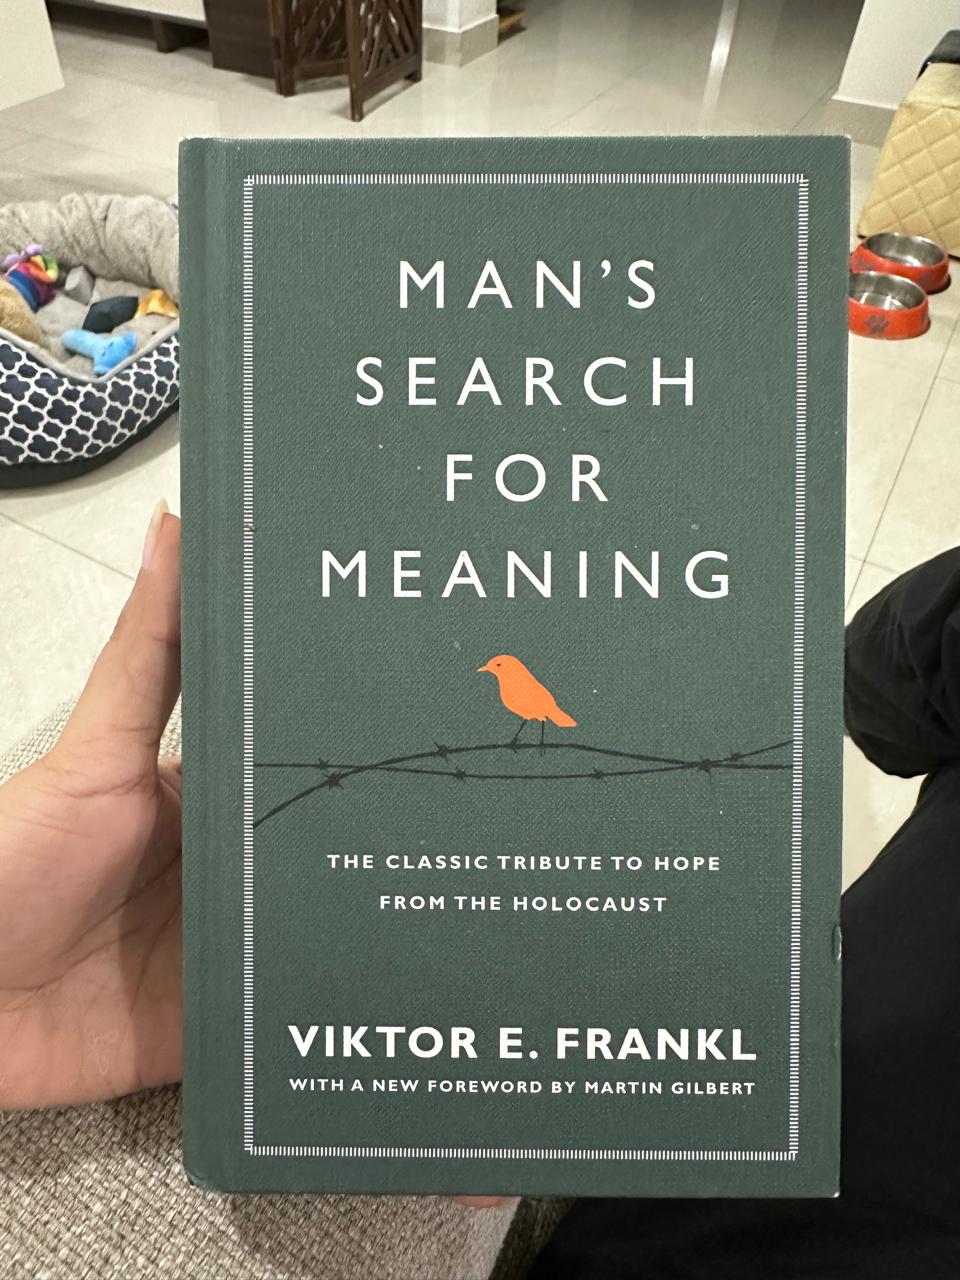 MAN'S
SEARCH
FOR
MEANING
THE CLASSIC TRIBUTE TO HOPE
FROM THE HOLOCAUST
VIKTOR E. FRANKL
WITH A NEW FOREWORD BY MARTIN GILBERT